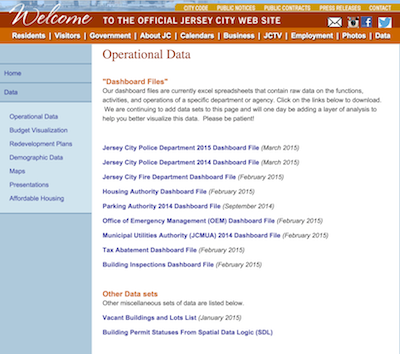 CITY CODE PUBLIC NOTICES PUBLIC CONTRACTS PRESS RELEASES CONTACT
Welcome TO THE OFFICIAL JERSEY CITY WEB SITE
Residents | Visitors | Government | About JC | Calendars | Business | JCTV | Employment | Photos | Data
Home
Data
Operational Data
Budget Visualization
Redevelopment Plans
Demographic Data
Maps
Presentations
Affordable Housing
Operational Data
"Dashboard Files"
Our dashboard files are currently excel spreadsheets that contain raw data on the functions,
activities, and operations of a specific department or agency. Click on the links below to download.
We are continuing to add data sets to this page and will one day be adding a layer of analysis to
help you better visualize this data. Please be patient!
Jersey City Police Department 2015 Dashboard File (March 2015)
Jersey City Police Department 2014 Dashboard File (March 2015)
Jersey City Fire Department Dashboard File (February 2015)
Housing Authority Dashboard File (February 2015)
Parking Authority 2014 Dashboard File (September 2014)
Office of Emergency Management (OEM) Dashboard File (February 2015)
Municipal Utilities Authority (JCMUA) 2014 Dashboard File (February 2015)
Tax Abatement Dashboard File (February 2015)
Building Inspections Dashboard File (February 2015)
Other Data sets
Other miscellaneous sets of data are listed below.
Vacant Buildings and Lots List (January 2015)
Building Permit Statuses From Spatial Data Logic (SDL)